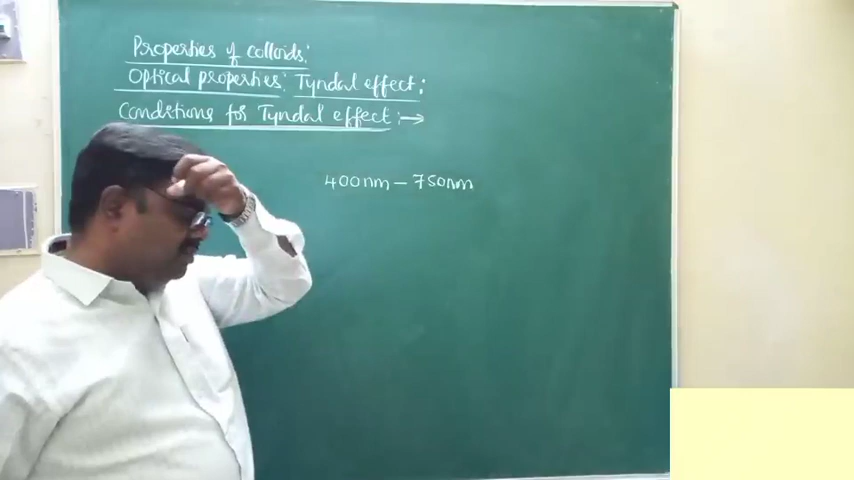 Properties of colloids:
Optical properties: Tyndal effect:
Conditions for Tyndal effect:→
400nm – 750nm